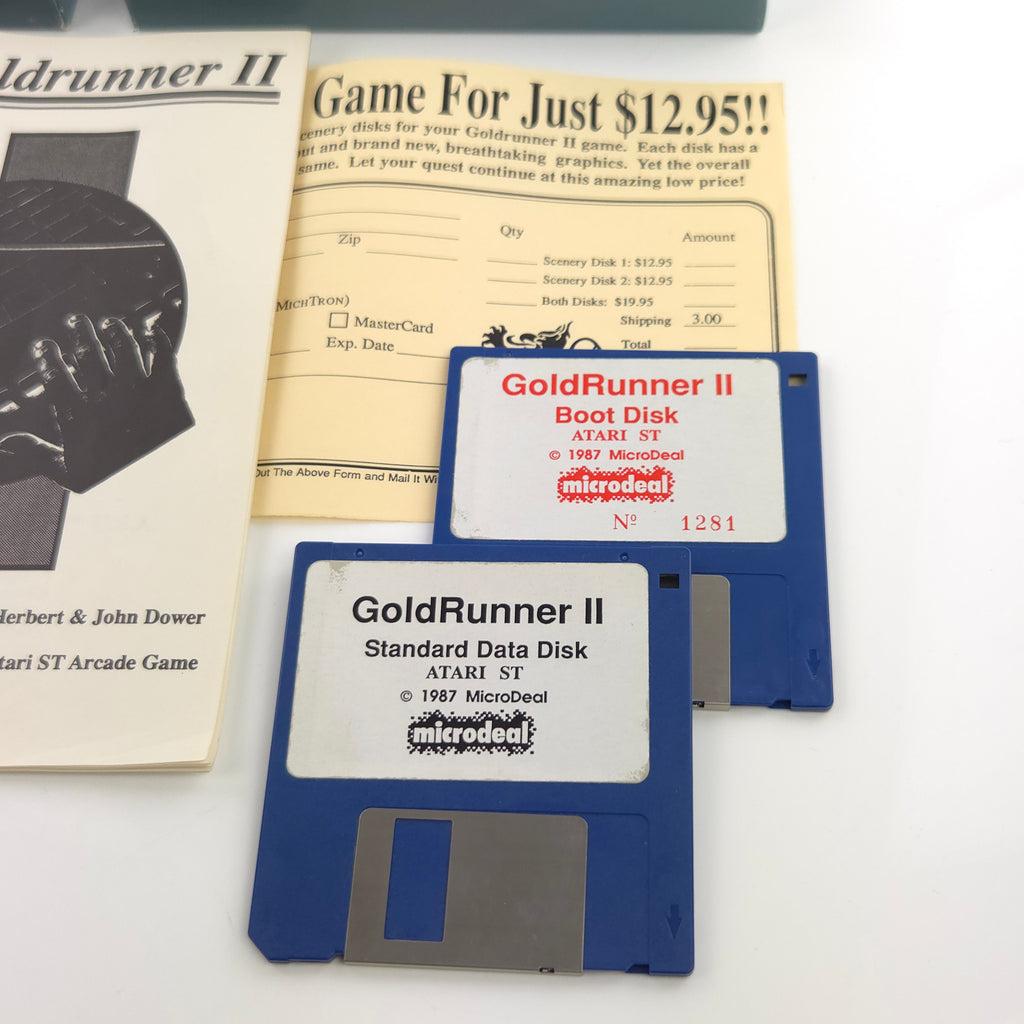 ldrunner II
Herbert & John Dower
tari ST Arcade Game
Game For Just $12.95!!
cenery disks for your Goldrunner II game. Each disk has a
out and brand new, breathtaking graphics. Yet the overall
same. Let your quest continue at this amazing low price!
Zip
Qty
Amount
Scenery Disk 1: $12.95
Scenery Disk 2: $12.95
Both Disks: $19.95
Shipping 3.00
Total
MICHTRON)
MasterCard
Exp. Date
Out The Above Form and Mail It Wi
GoldRunner II
Boot Disk
ATARI ST
© 1987 MicroDeal
microdeal
Nº 1281
GoldRunner II
Standard Data Disk
ATARI ST
© 1987 MicroDeal
microdeal